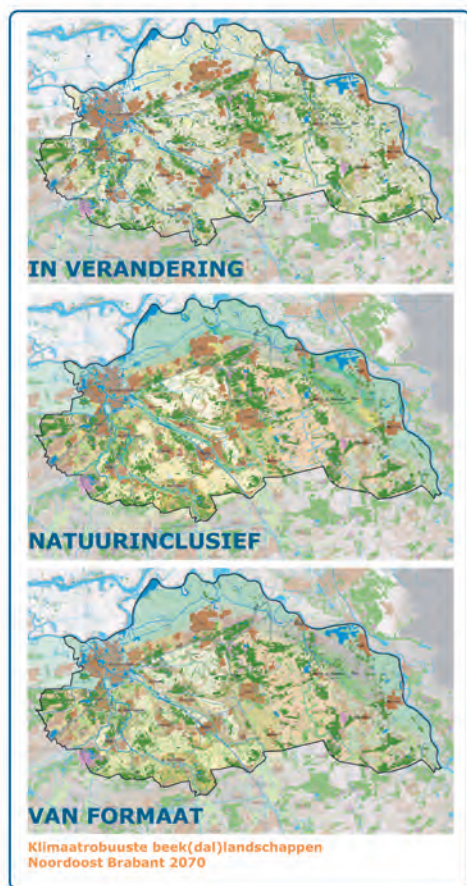 IN VERANDERING
NATUURINCLUSIEF
VAN FORMAAT
Klimaatrobuuste beek(dal)landschappen
Noordoost Brabant 2070